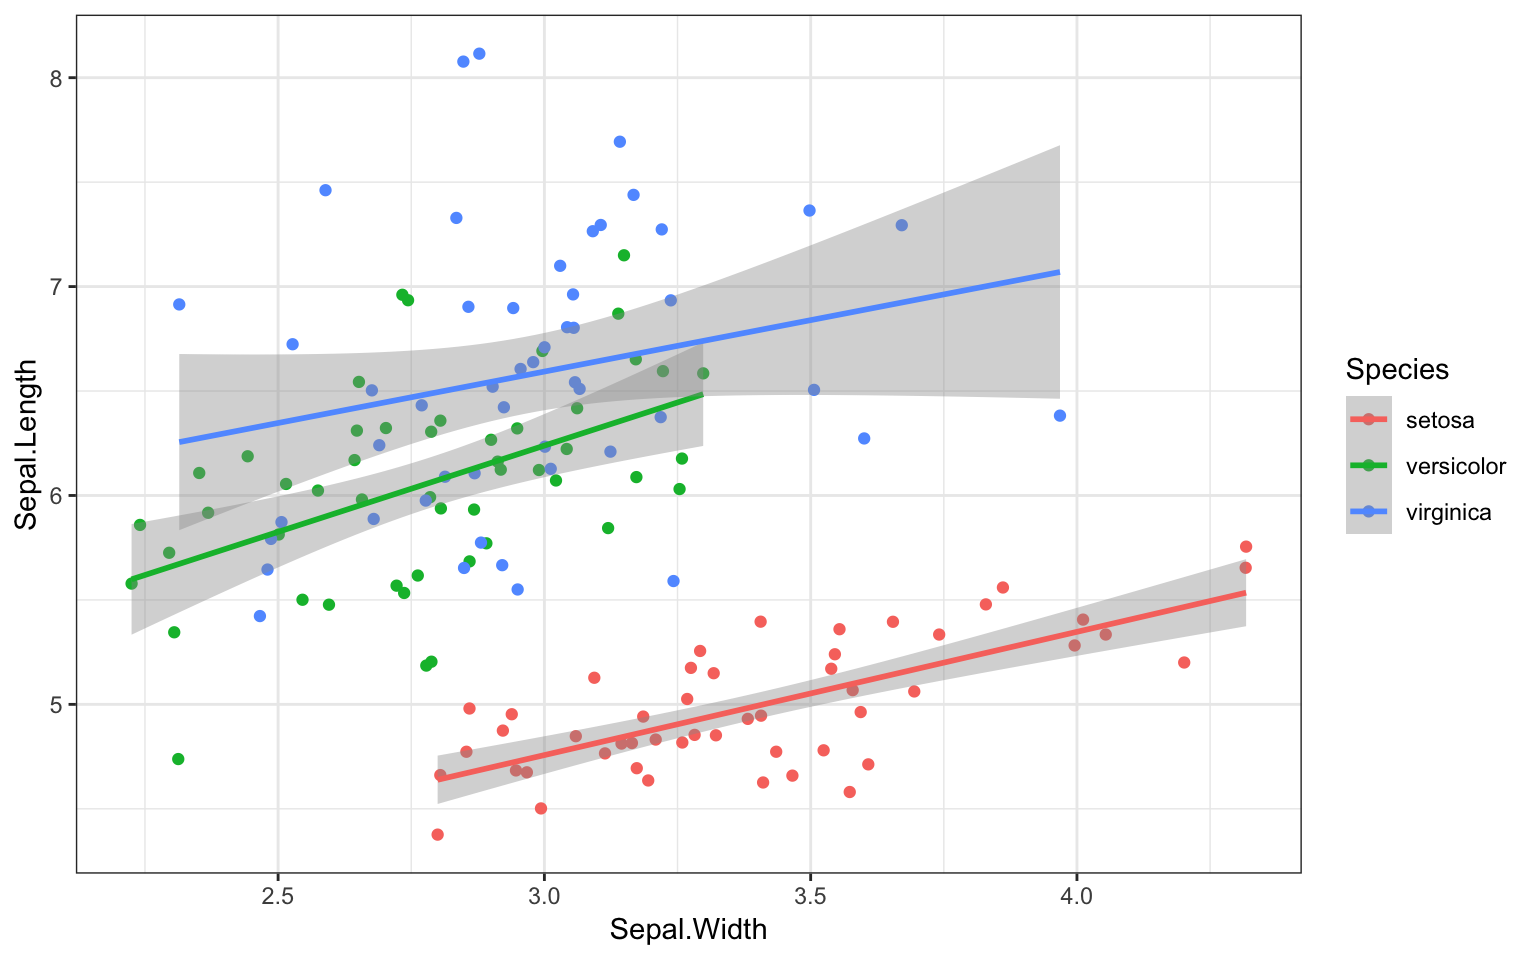 8
7
6
5
Sepal.Length
2.5
3.0
3.5
4.0
Sepal.Width
Species
setosa
versicolor
virginica